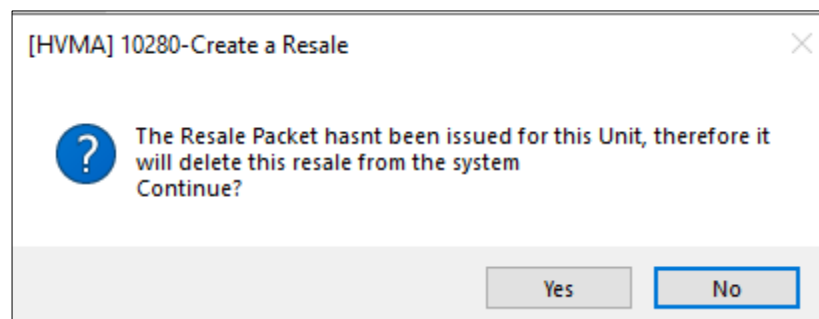 [HVMA] 10280-Create a Resale
The Resale Packet hasnt been issued for this Unit, therefore it
will delete this resale from the system
Continue?
Yes
No